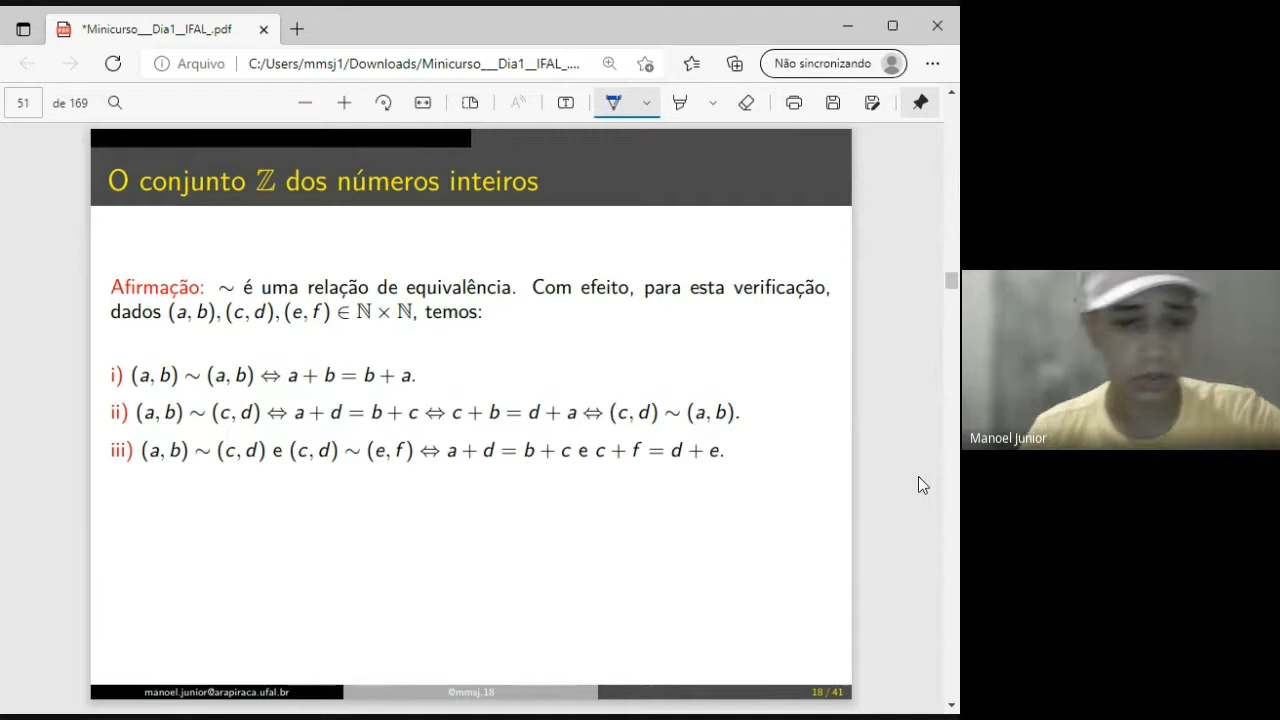 *Minicurso___Dia1__IFAL_.pdf
Arquivo
C:/Users/mmsj1/Downloads/Minicurso___Dia1__IFAL_....
Não sincronizando
51
de 169
O conjunto ℤ dos números inteiros
Afirmação: ∼ é uma relação de equivalência. Com efeito, para esta verificação,
dados (a, b), (c, d), (e, f) ∈ ℕ × ℕ, temos:
i) (a, b) ∼ (a, b) ⇔ a + b = b + a.
ii) (a, b) ∼ (c, d) ⇔ a + d = b + c ⇔ c + b = d + a ⇔ (c, d) ∼ (a, b).
iii) (a, b) ∼ (c, d) e (c, d) ∼ (e, f) ⇔ a + d = b + c e c + f = d + e.
manoel.junior@arapiraca.ufal.br
©mmsj.18
18 / 41
Manoel Junior